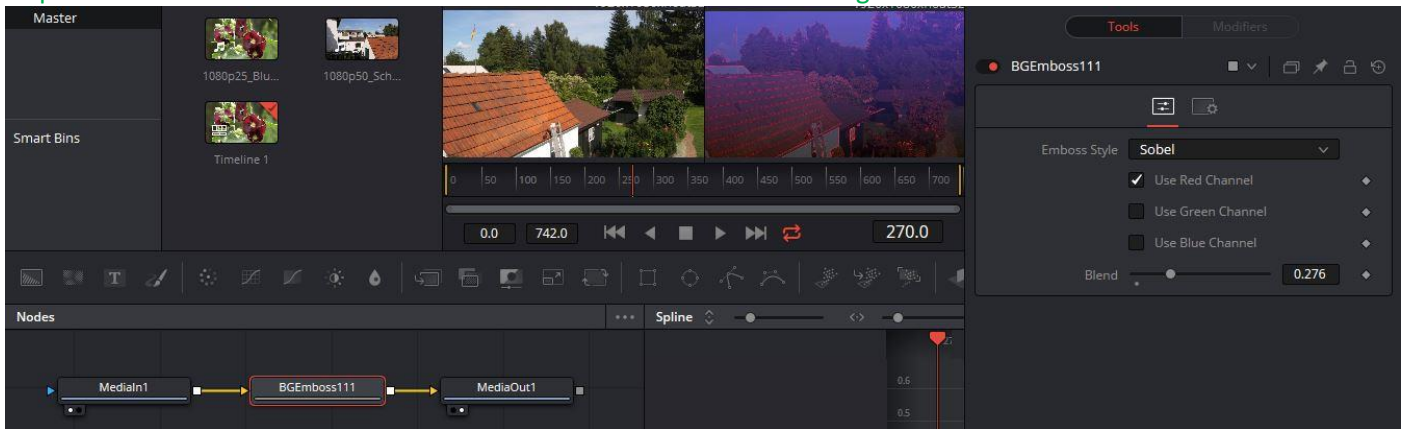 Master
1080p25_Blu...
1080p50_Sch...
Smart Bins
Timeline 1
0 50 100 150 200 250 300 350 400 450 500 550 600 650 700
0.0 742.0 270.0
Nodes
Spline
MediaIn1
BGEmboss111
MediaOut1
0.6
0.5
Tools
Modifiers
BGEmboss111
Emboss Style Sobel
Use Red Channel
Use Green Channel
Use Blue Channel
Blend 0.276